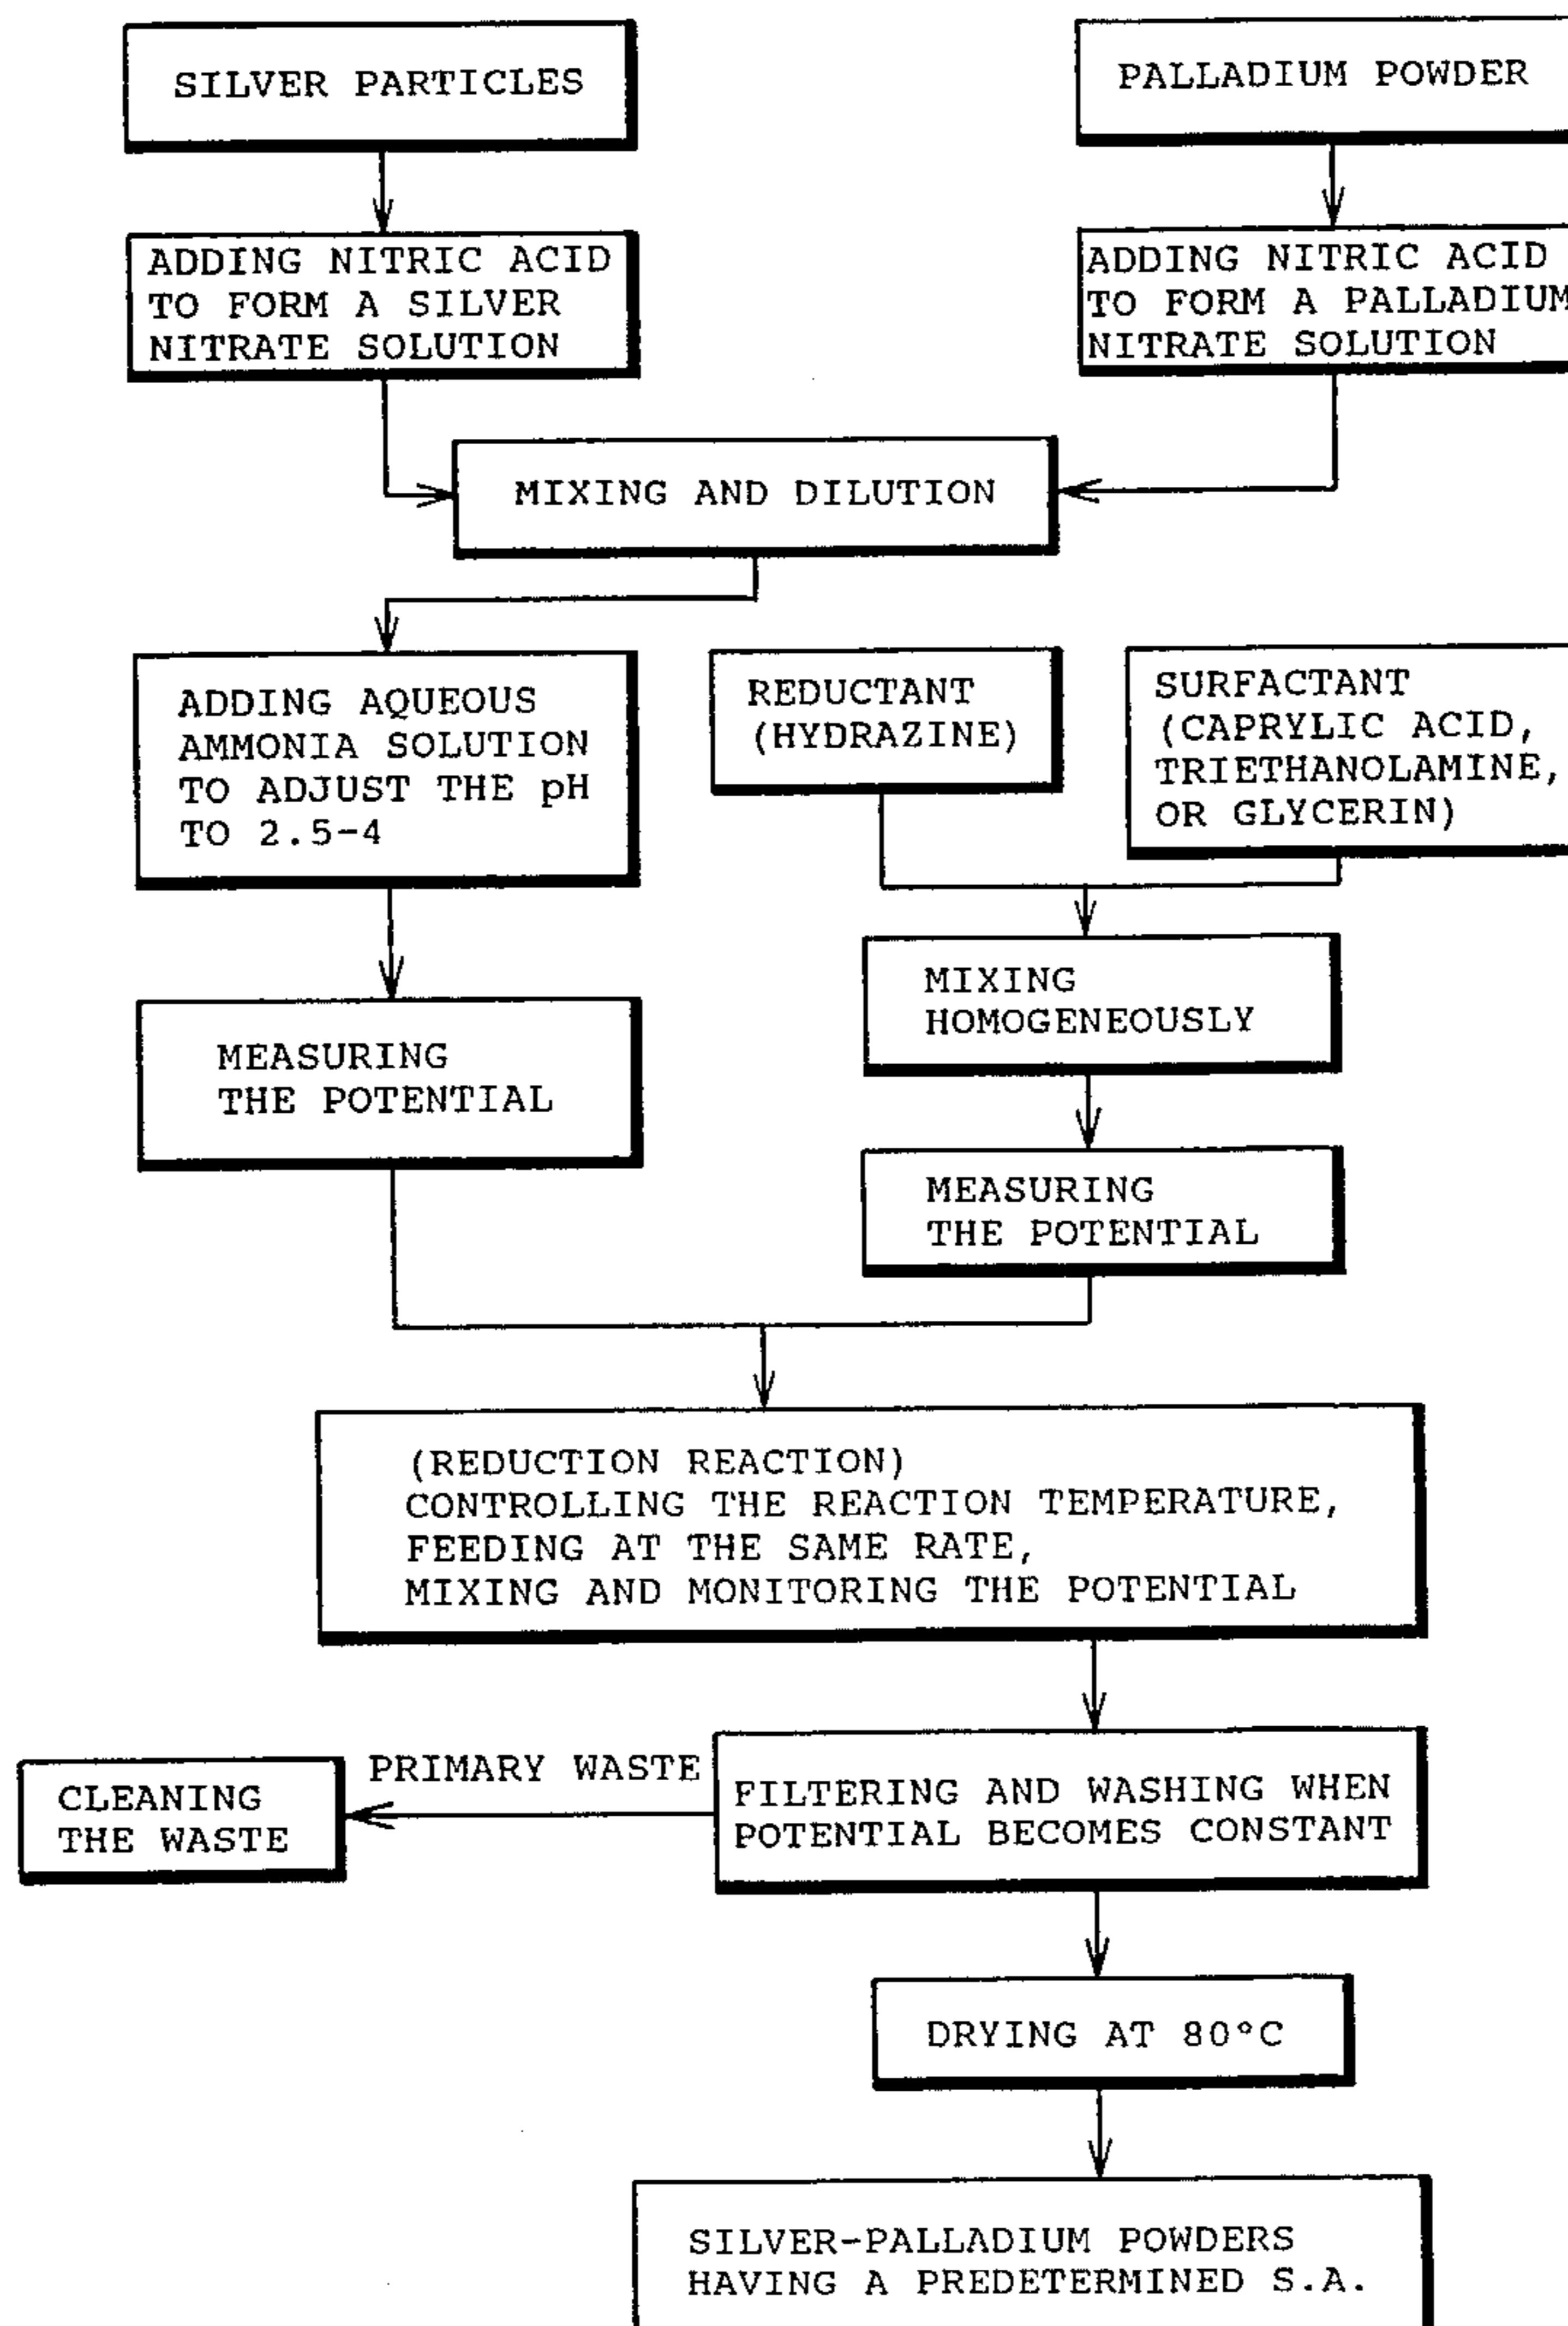 SILVER PARTICLES
PALLADIUM POWDER
ADDING NITRIC ACID
TO FORM A SILVER
NITRATE SOLUTION
ADDING NITRIC ACID
TO FORM A PALLADIUM
NITRATE SOLUTION
MIXING AND DILUTION
ADDING AQUEOUS
AMMONIA SOLUTION
TO ADJUST THE pH
TO 2.5-4
REDUCTANT
(HYDRAZINE)
SURFACTANT
(CAPRYLIC ACID,
TRIETHANOLAMINE,
OR GLYCERIN)
MIXING
HOMOGENEOUSLY
MEASURING
THE POTENTIAL
MEASURING
THE POTENTIAL
(REDUCTION REACTION)
CONTROLLING THE REACTION TEMPERATURE,
FEEDING AT THE SAME RATE,
MIXING AND MONITORING THE POTENTIAL
PRIMARY WASTE
CLEANING
THE WASTE
FILTERING AND WASHING WHEN
POTENTIAL BECOMES CONSTANT
DRYING AT 80°C
SILVER-PALLADIUM POWDERS
HAVING A PREDETERMINED S.A.